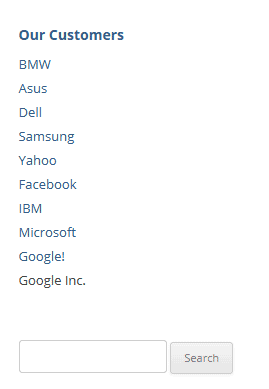 Our Customers
BMW
Asus
Dell
Samsung
Yahoo
Facebook
IBM
Microsoft
Google!
Google Inc.
Search